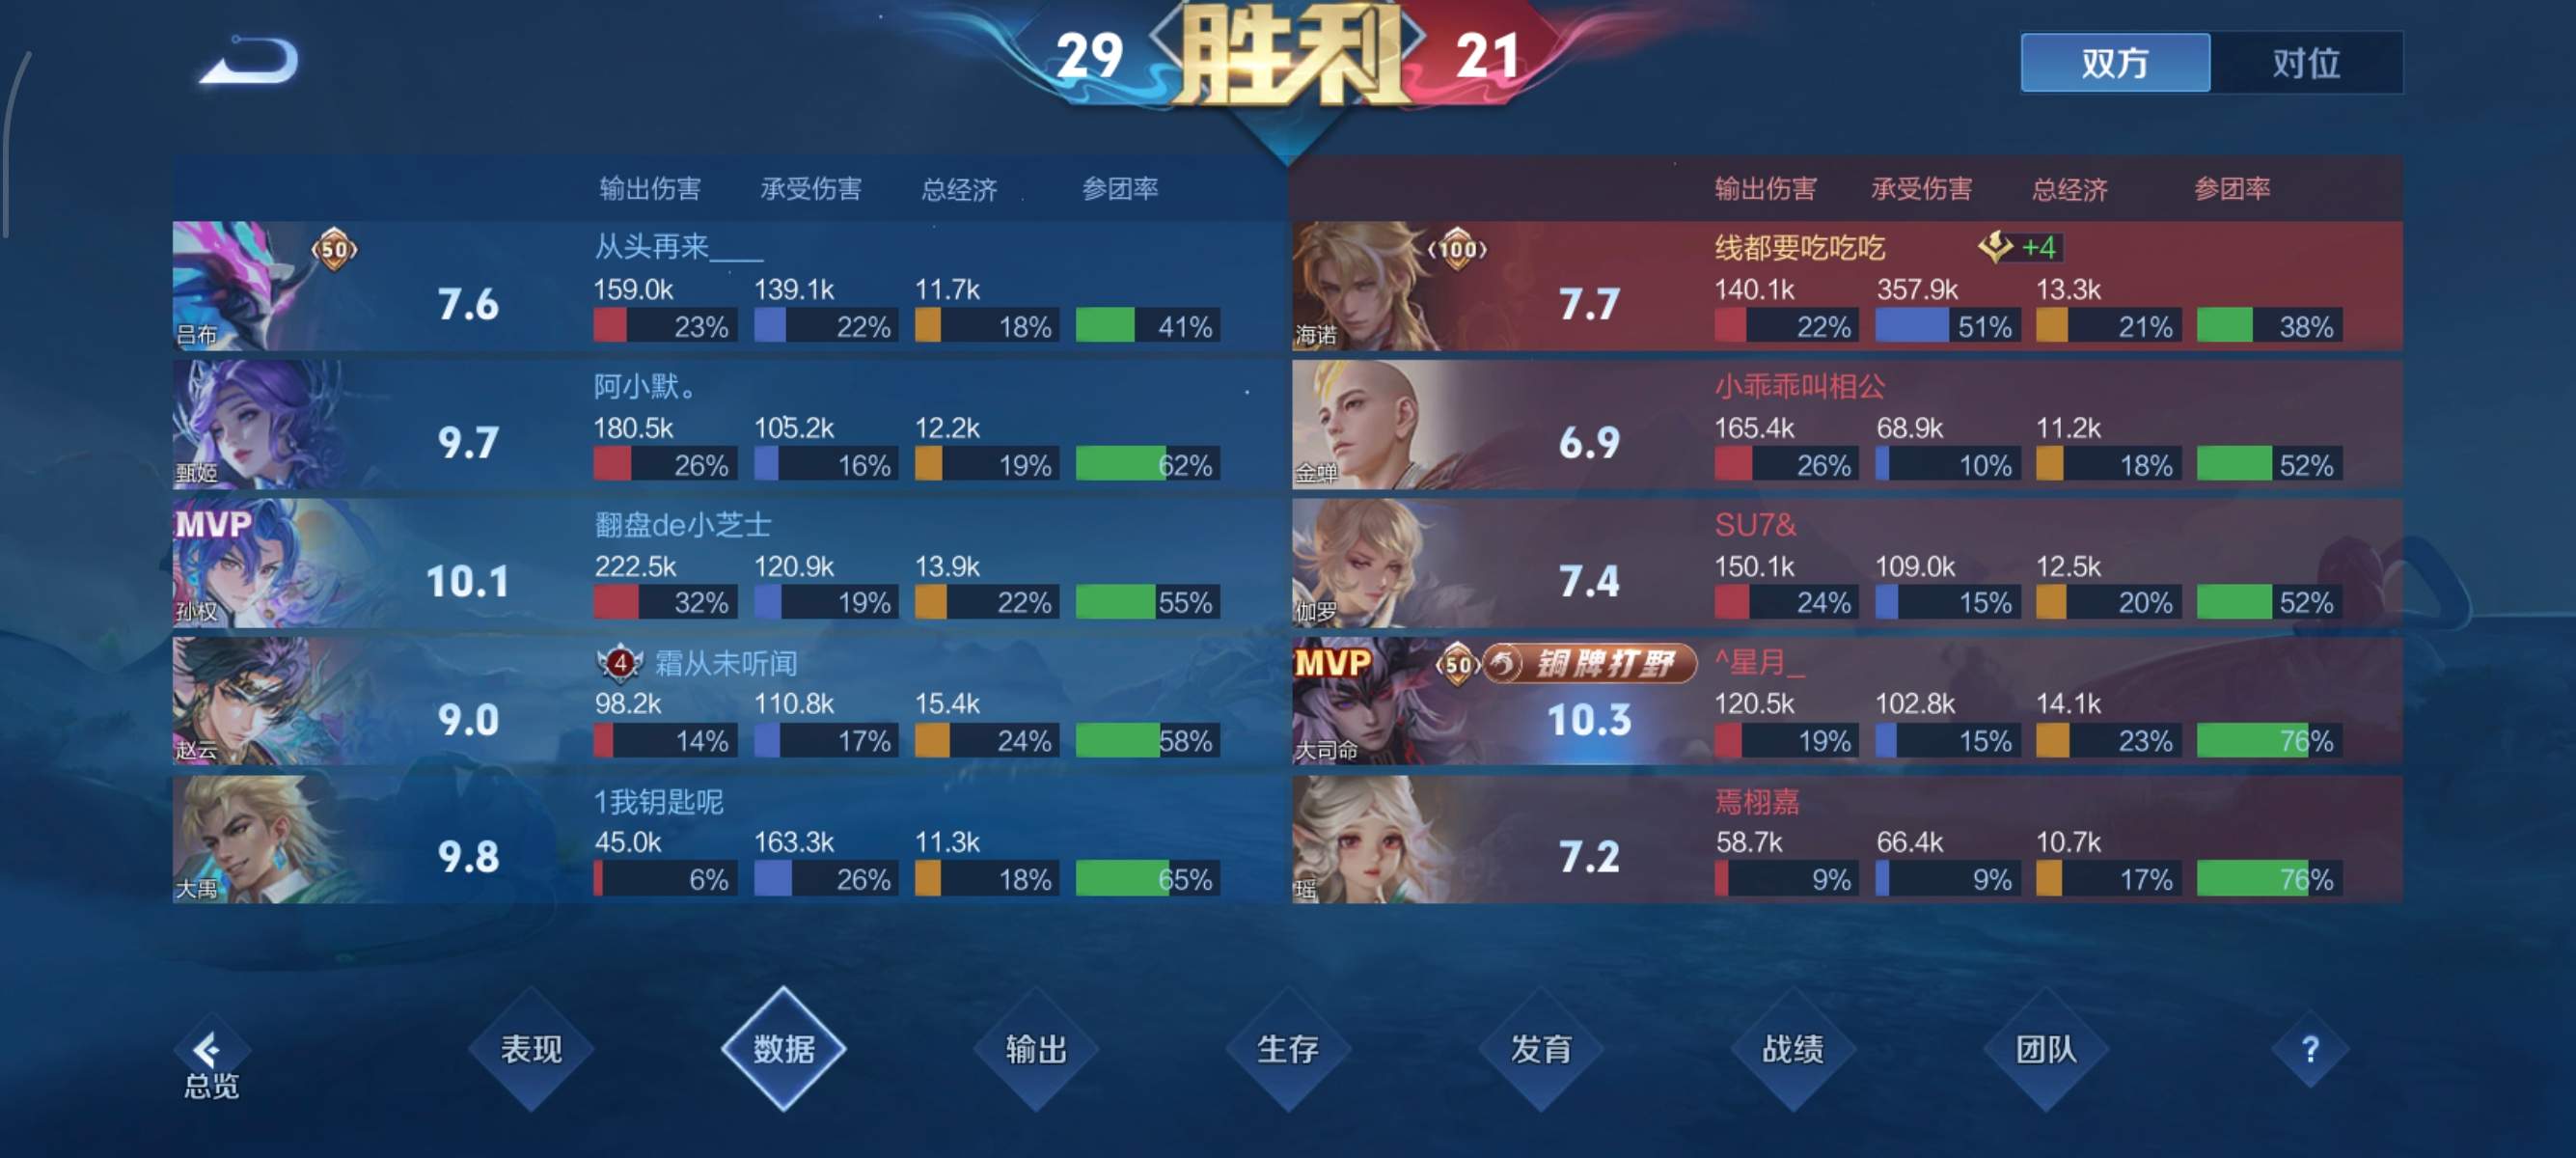 29 胜利 21
双方 对位
输出伤害 承受伤害 总经济 参团率
输出伤害 承受伤害 总经济 参团率
吕布 50 7.6 从头再来____
159.0k 139.1k 11.7k
23% 22% 18% 41%
甄姬 9.7 阿小默。
180.5k 105.2k 12.2k
26% 16% 19% 62%
MVP 孙权 10.1 翻盘de小芝士
222.5k 120.9k 13.9k
32% 19% 22% 55%
赵云 9.0 4 霜从未听闻
98.2k 110.8k 15.4k
14% 17% 24% 58%
大禹 9.8 1我钥匙呢
45.0k 163.3k 11.3k
6% 26% 18% 65%
海诺 100 7.7 线都要吃吃吃 +4
140.1k 357.9k 13.3k
22% 51% 21% 38%
金蝉 6.9 小乖乖叫相公
165.4k 68.9k 11.2k
26% 10% 18% 52%
伽罗 7.4 SU7&
150.1k 109.0k 12.5k
24% 15% 20% 52%
MVP 大司命 50 铜牌打野 10.3 ^星月_
120.5k 102.8k 14.1k
19% 15% 23% 76%
瑶 7.2 焉栩嘉
58.7k 66.4k 10.7k
9% 9% 17% 76%
总览 表现 数据 输出 生存 发育 战绩 团队 ?